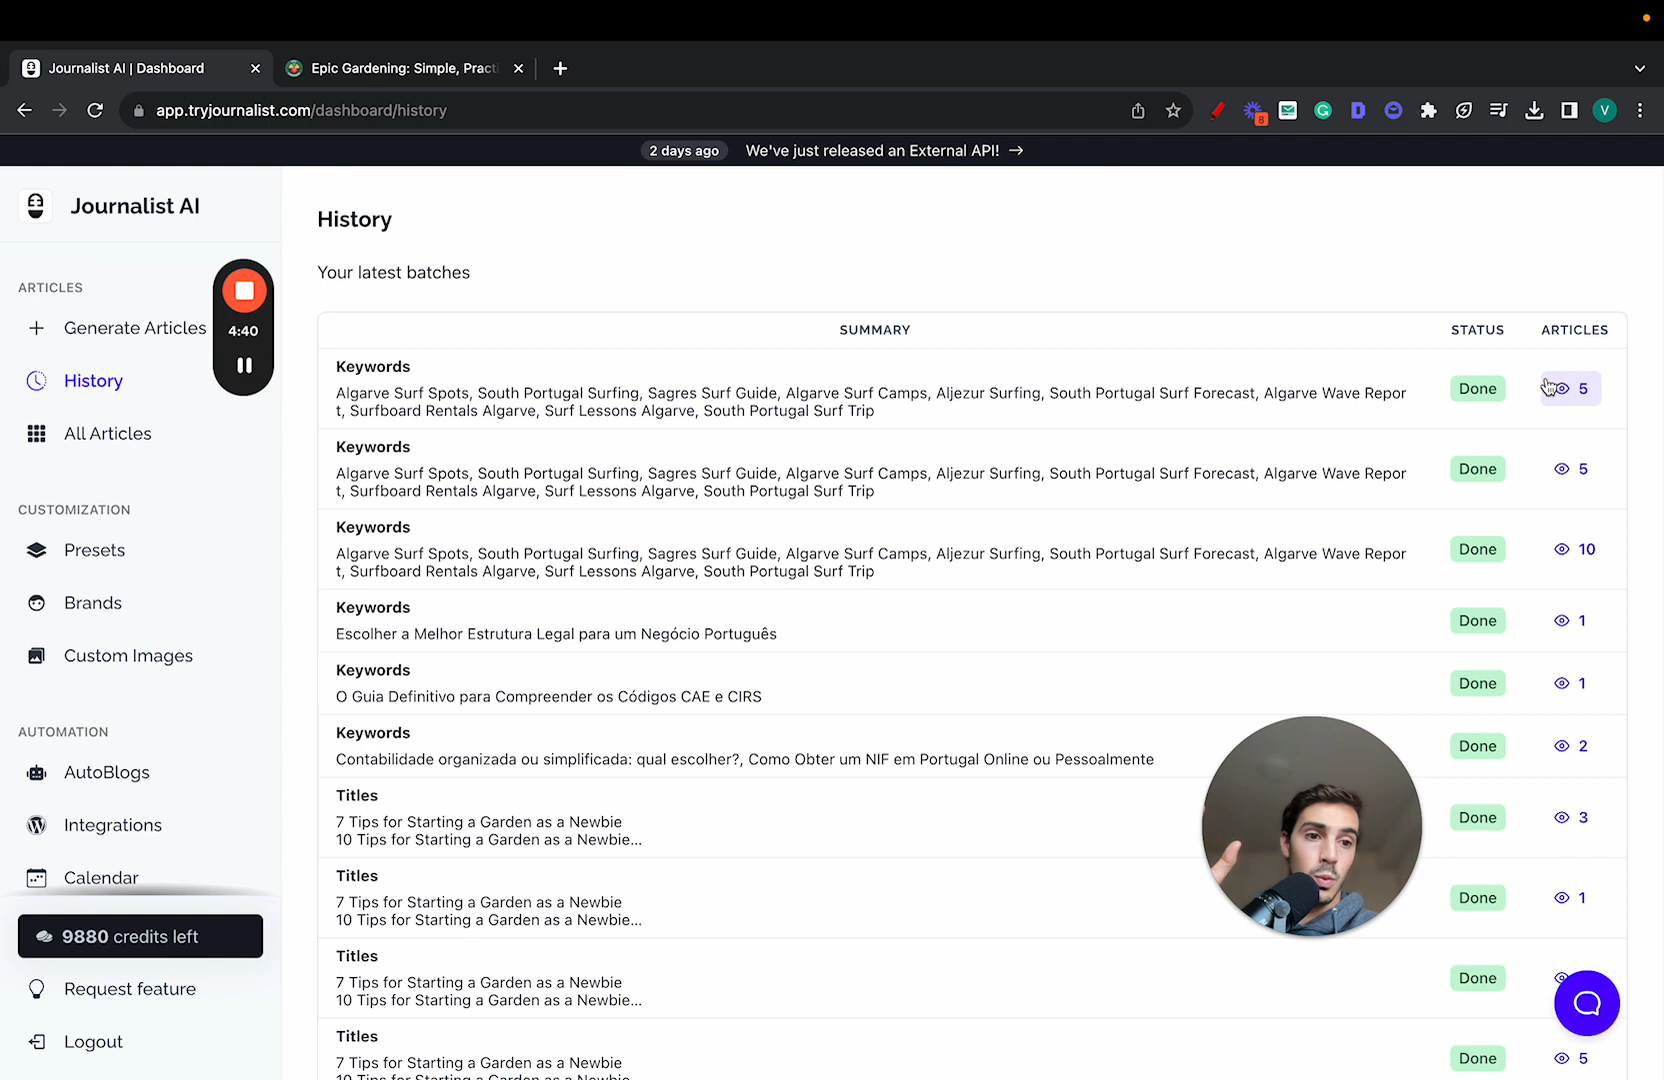 Journalist AI | Dashboard
Epic Gardening: Simple, Practi
app.tryjournalist.com/dashboard/history
8
V
2 days ago We've just released an External API! →
Journalist AI
ARTICLES
Generate Articles
History
All Articles
CUSTOMIZATION
Presets
Brands
Custom Images
AUTOMATION
AutoBlogs
Integrations
Calendar
9880 credits left
Request feature
Logout
4:40
History
Your latest batches
SUMMARY STATUS ARTICLES
Keywords
Algarve Surf Spots, South Portugal Surfing, Sagres Surf Guide, Algarve Surf Camps, Aljezur Surfing, South Portugal Surf Forecast, Algarve Wave Repor
t, Surfboard Rentals Algarve, Surf Lessons Algarve, South Portugal Surf Trip
Done 5
Keywords
Algarve Surf Spots, South Portugal Surfing, Sagres Surf Guide, Algarve Surf Camps, Aljezur Surfing, South Portugal Surf Forecast, Algarve Wave Repor
t, Surfboard Rentals Algarve, Surf Lessons Algarve, South Portugal Surf Trip
Done 5
Keywords
Algarve Surf Spots, South Portugal Surfing, Sagres Surf Guide, Algarve Surf Camps, Aljezur Surfing, South Portugal Surf Forecast, Algarve Wave Repor
t, Surfboard Rentals Algarve, Surf Lessons Algarve, South Portugal Surf Trip
Done 10
Keywords
Escolher a Melhor Estrutura Legal para um Negócio Português
Done 1
Keywords
O Guia Definitivo para Compreender os Códigos CAE e CIRS
Done 1
Keywords
Contabilidade organizada ou simplificada: qual escolher?, Como Obter um NIF em Portugal Online ou Pessoalmente
Done 2
Titles
7 Tips for Starting a Garden as a Newbie
10 Tips for Starting a Garden as a Newbie...
Done 3
Titles
7 Tips for Starting a Garden as a Newbie
10 Tips for Starting a Garden as a Newbie...
Done 1
Titles
7 Tips for Starting a Garden as a Newbie
10 Tips for Starting a Garden as a Newbie...
Done
Titles
7 Tips for Starting a Garden as a Newbie
10 Tips for Starting a Garden as a Newbie
Done 5